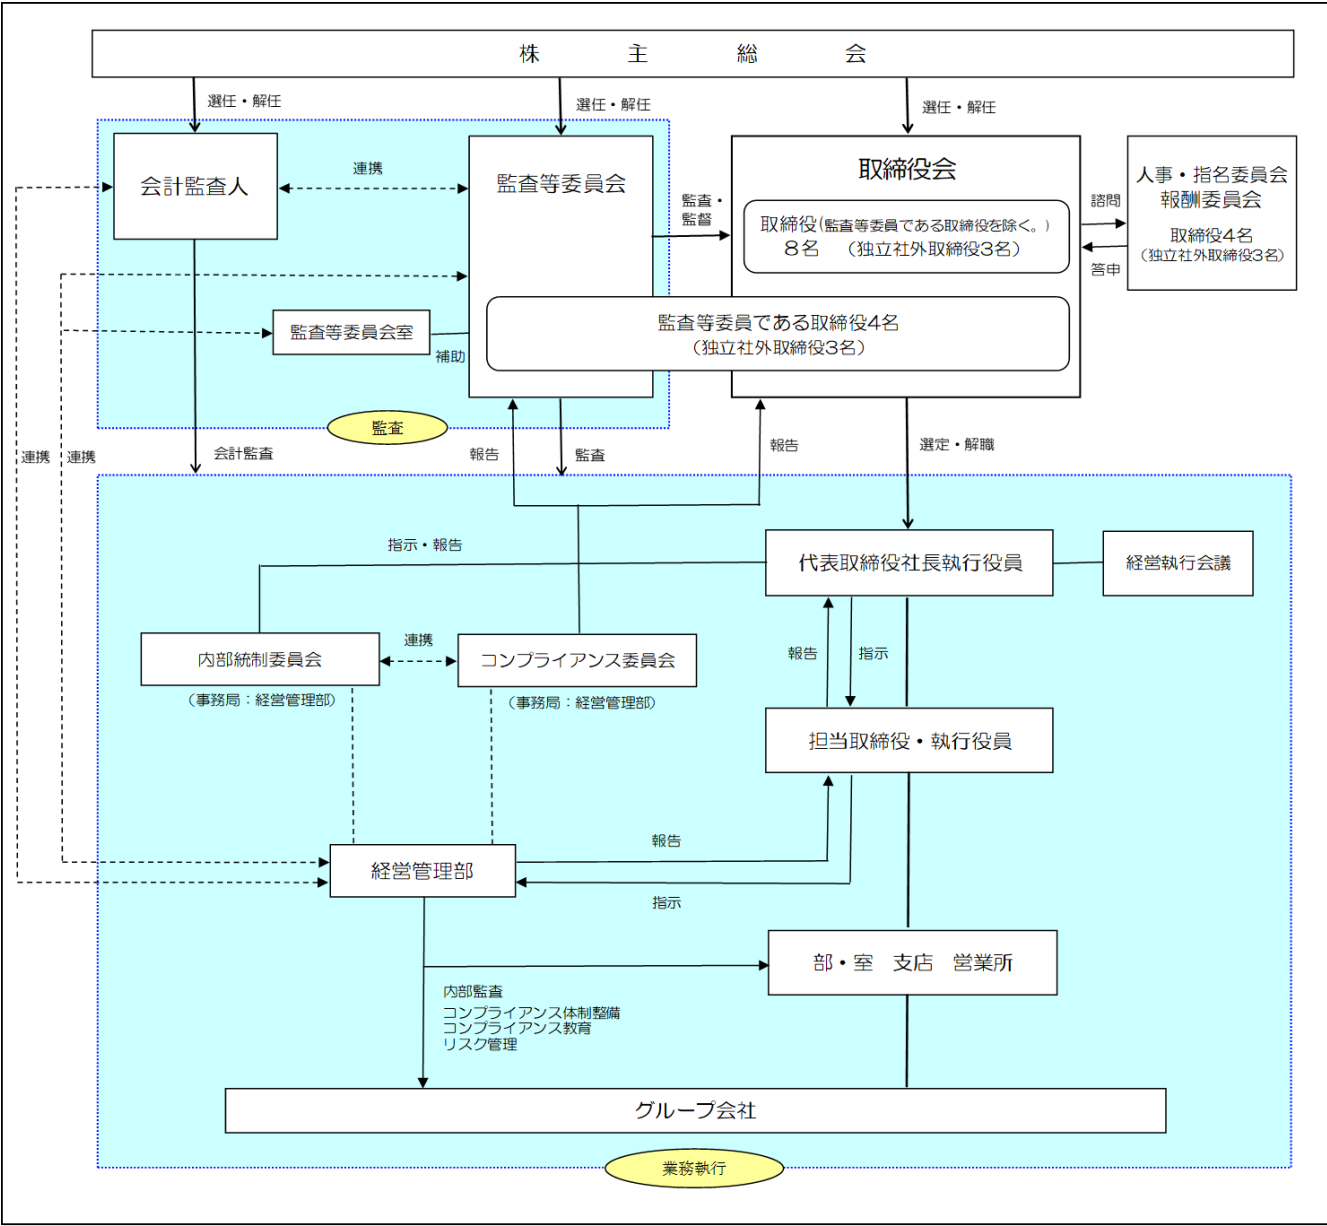 株主総会
選任・解任
選任・解任
選任・解任
会計監査人
連携
監査等委員会
監査・
監督
取締役会
取締役(監査等委員である取締役を除く。)
8名　(独立社外取締役3名)
諮問
答申
人事・指名委員会
報酬委員会
取締役4名
(独立社外取締役3名)
監査等委員会室
補助
監査等委員である取締役4名
(独立社外取締役3名)
監査
連携
連携
会計監査
報告
監査
報告
選定・解職
指示・報告
代表取締役社長執行役員
経営執行会議
内部統制委員会
連携
コンプライアンス委員会
(事務局：経営管理部)
(事務局：経営管理部)
報告
指示
担当取締役・執行役員
経営管理部
報告
指示
部・室　支店　営業所
内部監査
コンプライアンス体制整備
コンプライアンス教育
リスク管理
グループ会社
業務執行